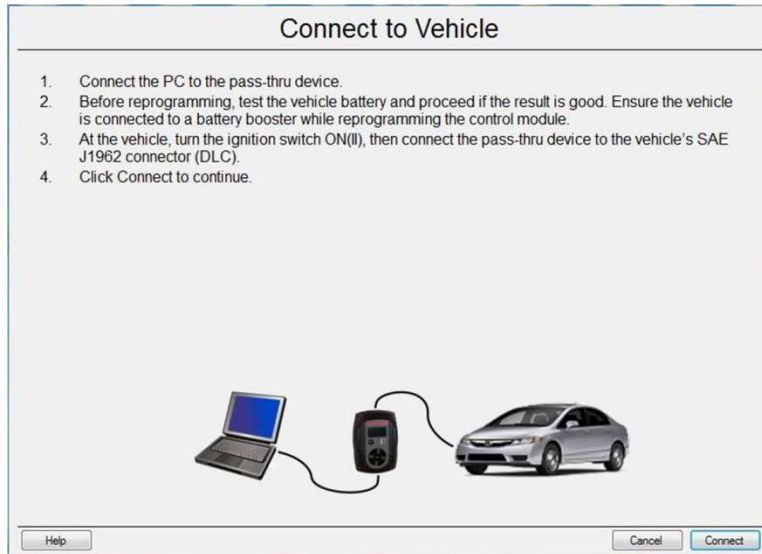 Connect to Vehicle
1. Connect the PC to the pass-thru device.
2. Before reprogramming, test the vehicle battery and proceed if the result is good. Ensure the vehicle
is connected to a battery booster while reprogramming the control module.
3. At the vehicle, turn the ignition switch ON(II), then connect the pass-thru device to the vehicle's SAE
J1962 connector (DLC).
4. Click Connect to continue.
Help
Cancel
Connect